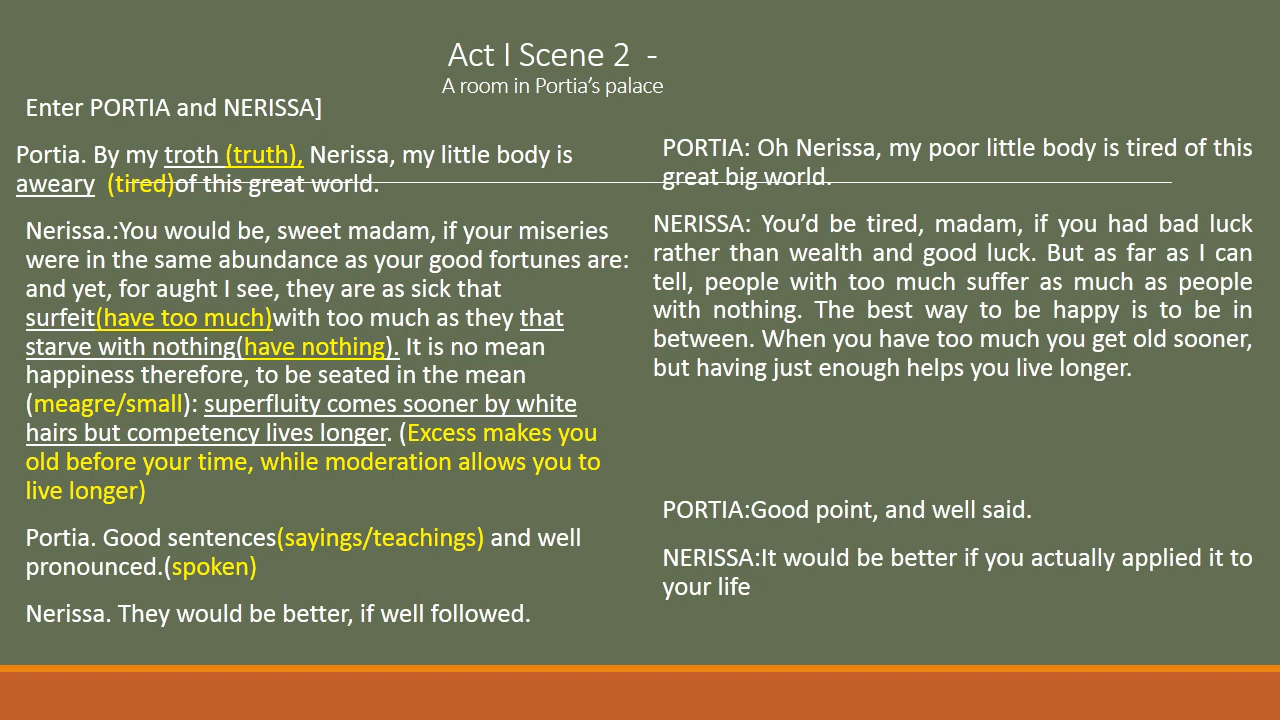 Act I Scene 2 -
A room in Portia's palace
Enter PORTIA and NERISSA]
Portia. By my troth (truth), Nerissa, my little body is
aweary (tired)of this great world.
Nerissa.:You would be, sweet madam, if your miseries
were in the same abundance as your good fortunes are:
and yet, for aught I see, they are as sick that
surfeit(have too much)with too much as they that
starve with nothing(have nothing). It is no mean
happiness therefore, to be seated in the mean
(meagre/small): superfluity comes sooner by white
hairs but competency lives longer. (Excess makes you
old before your time, while moderation allows you to
live longer)
Portia. Good sentences(sayings/teachings) and well
pronounced.(spoken)
Nerissa. They would be better, if well followed.
PORTIA: Oh Nerissa, my poor little body is tired of this
great big world.
NERISSA: You'd be tired, madam, if you had bad luck
rather than wealth and good luck. But as far as I can
tell, people with too much suffer as much as people
with nothing. The best way to be happy is to be in
between. When you have too much you get old sooner,
but having just enough helps you live longer.
PORTIA:Good point, and well said.
NERISSA:It would be better if you actually applied it to
your life